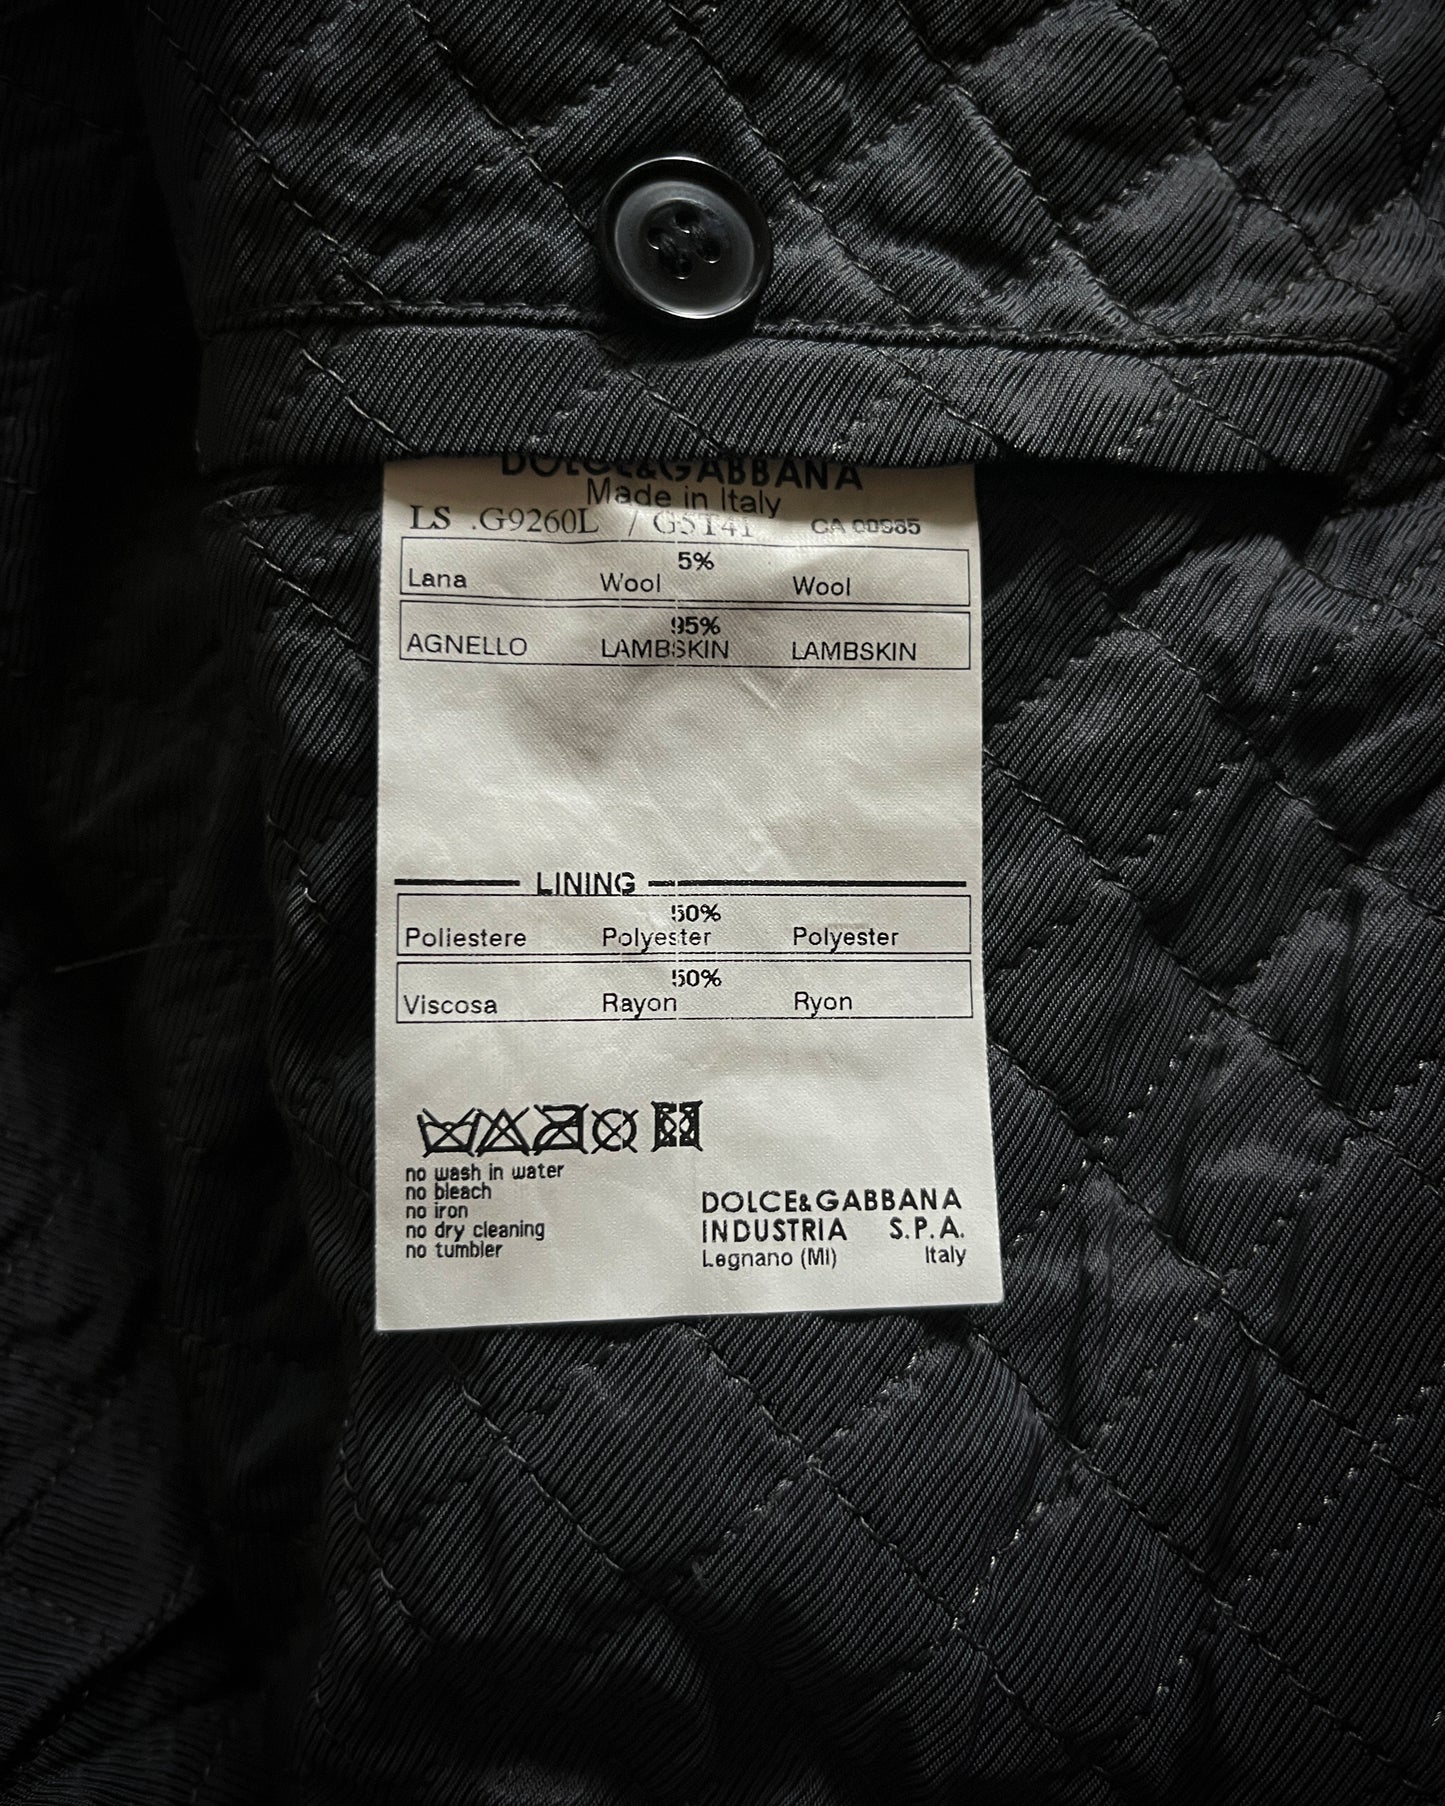 DOLCE&GABBANA
Made in Italy
LS .G9260L / G5T41 CA 00985
5%
Lana Wool Wool
95%
AGNELLO LAMBSKIN LAMBSKIN
LINING
50%
Poliestere Polyester Polyester
50%
Viscosa Rayon Ryon
no wash in water
no bleach
no iron
no dry cleaning
no tumbler
DOLCE&GABBANA
INDUSTRIA S.P.A.
Legnano (MI) Italy